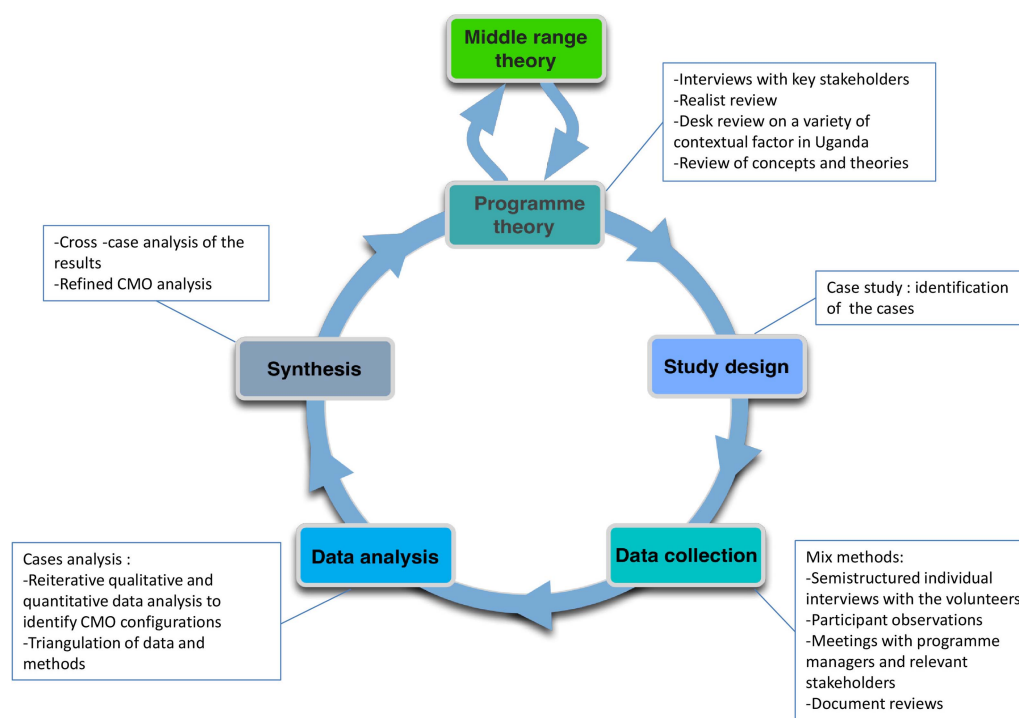 Middle range
theory
-Interviews with key stakeholders
-Realist review
-Desk review on a variety of
contextual factor in Uganda
-Review of concepts and theories
Programme
theory
-Cross -case analysis of the
results
-Refined CMO analysis
Case study : identification
of the cases
Synthesis
Study design
Data analysis
Data collection
Cases analysis :
-Reiterative qualitative and
quantitative data analysis to
identify CMO configurations
-Triangulation of data and
methods
Mix methods:
-Semistructured individual
interviews with the volunteers
-Participant observations
-Meetings with programme
managers and relevant
stakeholders
-Document reviews